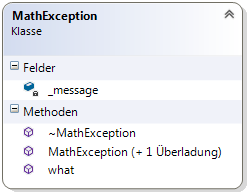 MathException
Klasse
Felder
_message
Methoden
~MathException
MathException (+ 1 Überladung)
what